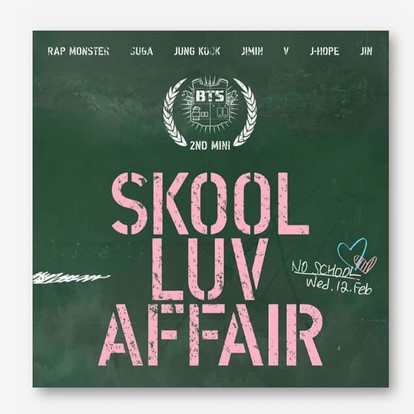 RAP MONSTER SUGA JUNG KOOK JIMIN V J-HOPE JIN
BTS
2ND MINI
SKOOL
LUV
AFFAIR
NO SCHOOL
Wed. 12. Feb